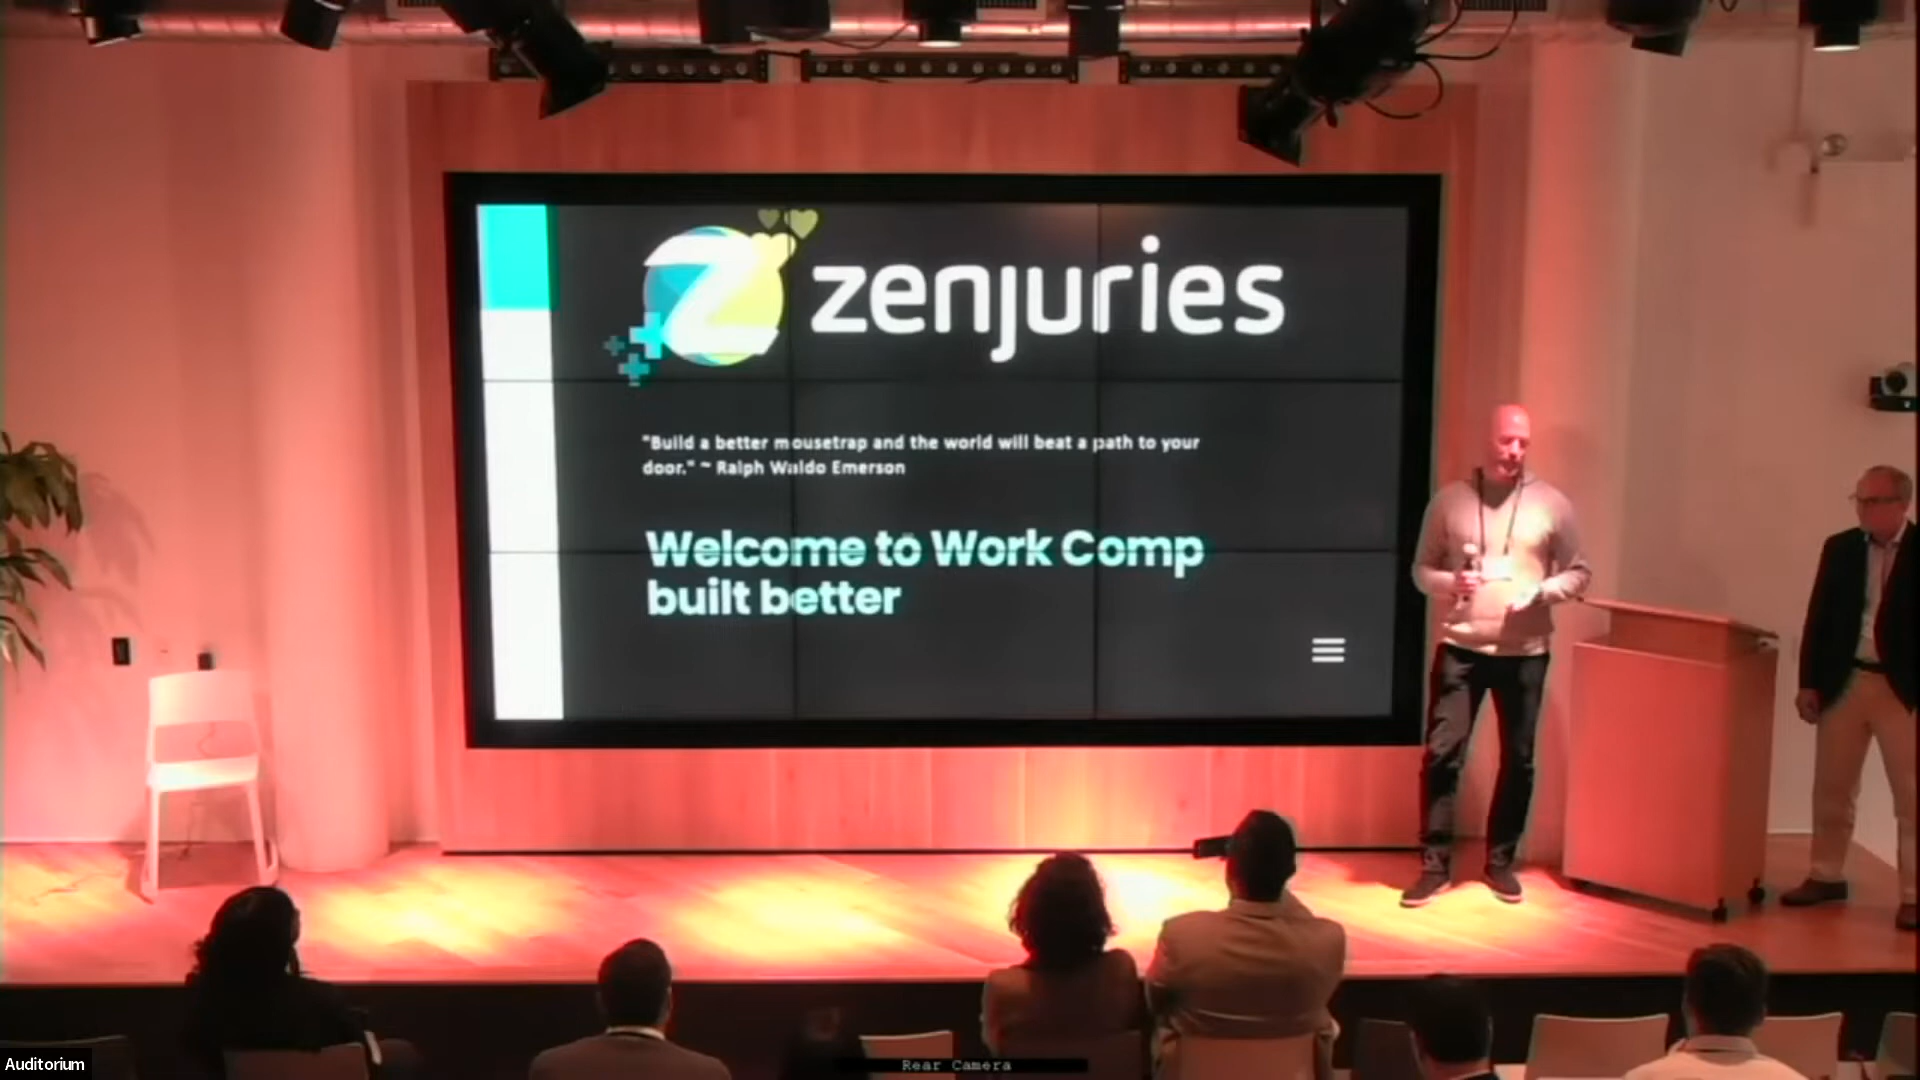 zenjuries
"Build a better mousetrap and the world will beat a path to your
door." ~ Ralph Waldo Emerson
Welcome to Work Comp
built better
Auditorium
Rear Camera